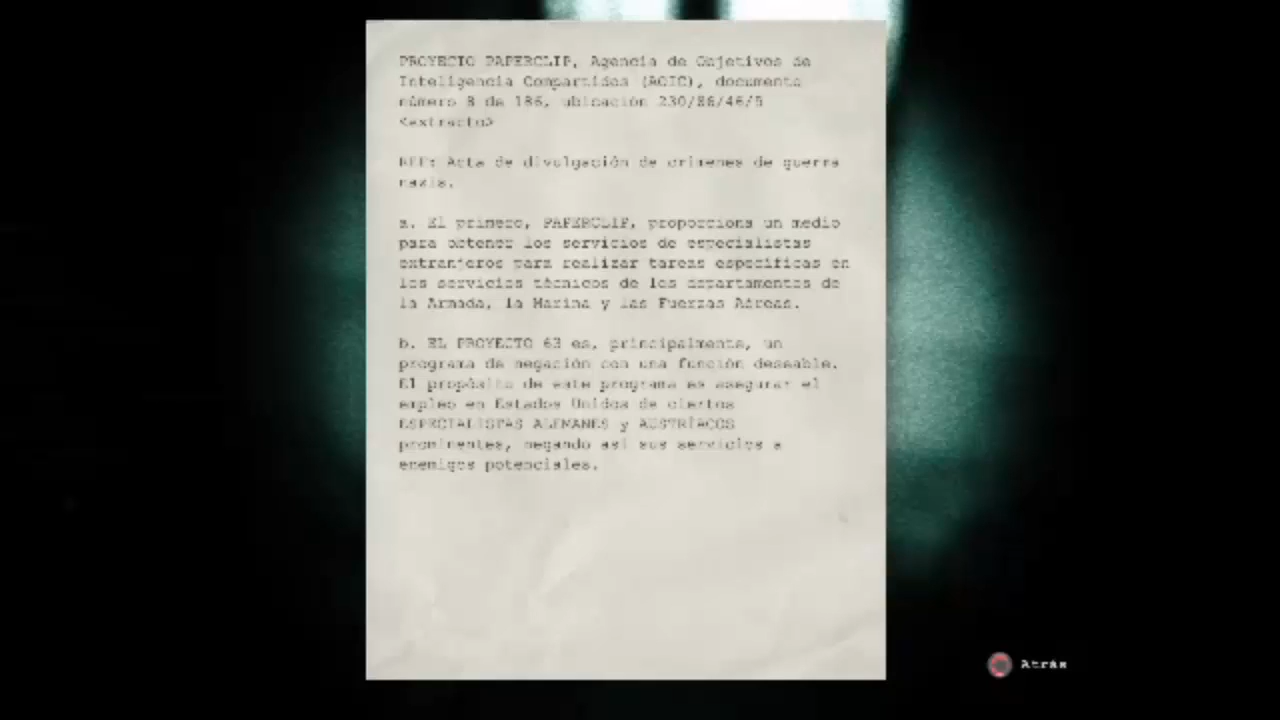 PROYECTO PAPERCLIP, Agencia de Objetivos de
Inteligencia Compartidos (AOIC), documento
número 8 de 186, ubicación 230/86/46/5
<extracto>
REF: Acta de divulgación de crímenes de guerra
nazis.
a. El primero, PAPERCLIP, proporciona un medio
para obtener los servicios de especialistas
extranjeros para realizar tareas específicas en
los servicios técnicos de los departamentos de
la Armada, la Marina y las Fuerzas Aéreas.
b. EL PROYECTO 63 es, principalmente, un
programa de negación con una función deseable.
El propósito de este programa es asegurar el
empleo en Estados Unidos de ciertos
ESPECIALISTAS ALEMANES y AUSTRÍACOS
prominentes, negando así sus servicios a
enemigos potenciales.
Atrás